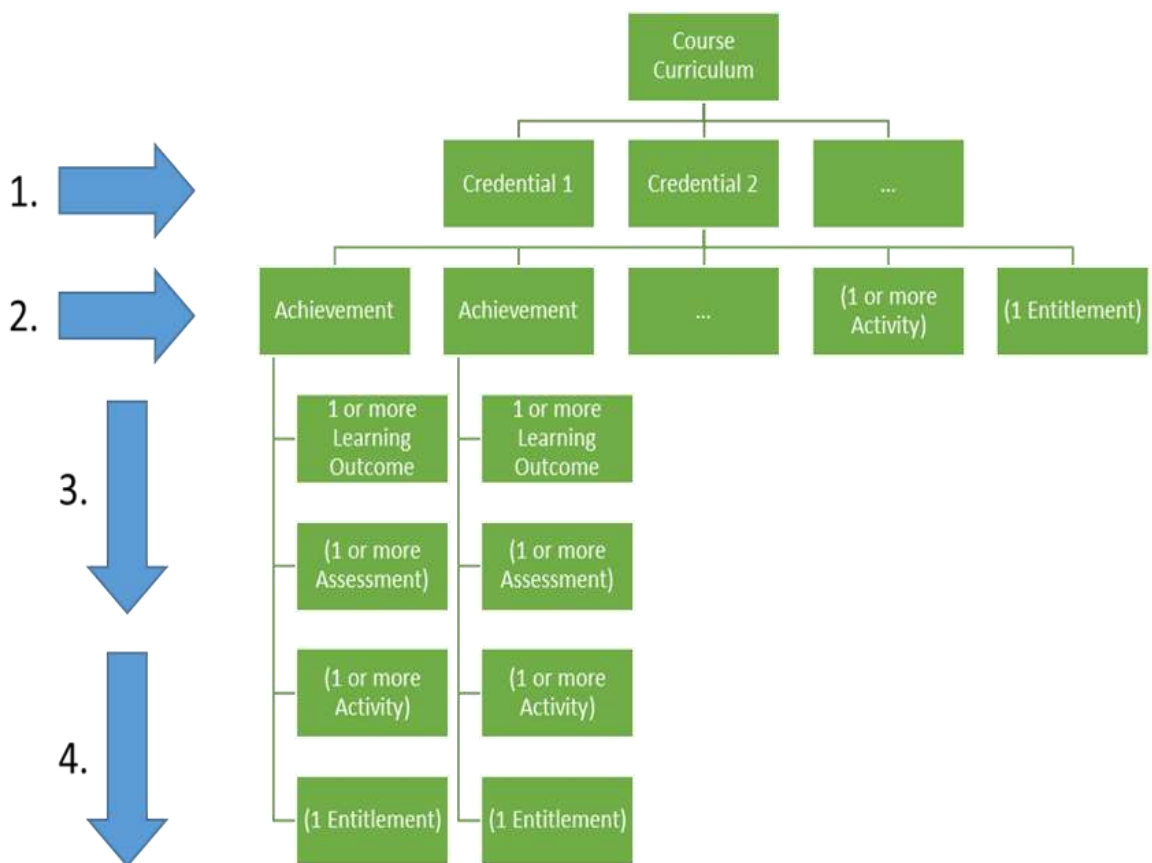 Course
Curriculum
1.
Credential 1
Credential 2
...
2.
Achievement
Achievement
...
(1 or more
Activity)
(1 Entitlement)
3.
1 or more
Learning
Outcome
1 or more
Learning
Outcome
(1 or more
Assessment)
(1 or more
Assessment)
4.
(1 or more
Activity)
(1 or more
Activity)
(1 Entitlement)
(1 Entitlement)